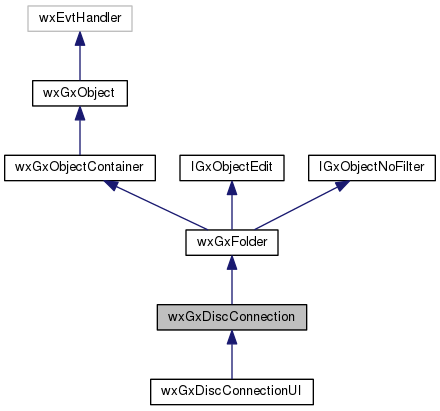 wxEvtHandler
wxGxObject
wxGxObjectContainer
IGxObjectEdit
IGxObjectNoFilter
wxGxFolder
wxGxDiscConnection
wxGxDiscConnectionUI